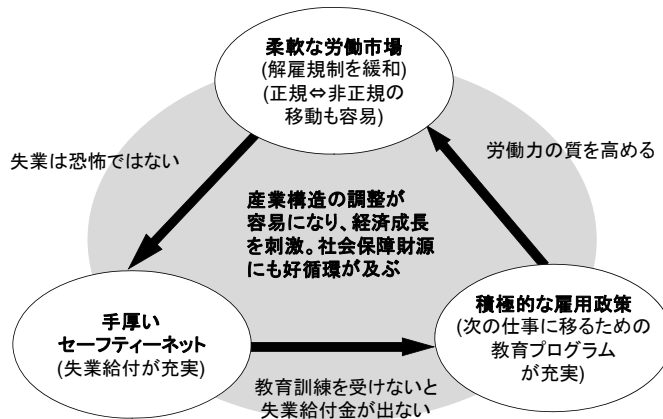 柔軟な労働市場
(解雇規制を緩和)
(正規⇔非正規の
移動も容易)
失業は恐怖ではない
労働力の質を高める
産業構造の調整が
容易になり、経済成長
を刺激。社会保障財源
にも好循環が及ぶ
手厚い
セーフティーネット
(失業給付が充実)
積極的な雇用政策
(次の仕事に移るための
教育プログラム
が充実)
教育訓練を受けないと
失業給付金が出ない